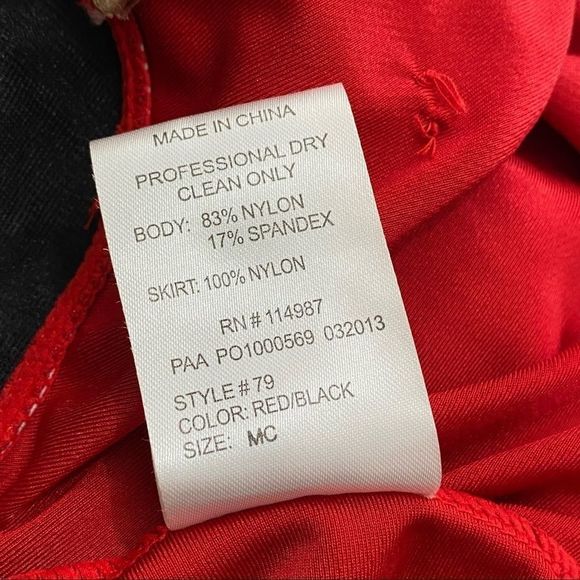 MADE IN CHINA
PROFESSIONAL DRY
CLEAN ONLY
BODY: 83% NYLON
17% SPANDEX
SKIRT: 100% NYLON
RN # 114987
PAA PO1000569 032013
STYLE # 79
COLOR: RED/BLACK
SIZE: MC